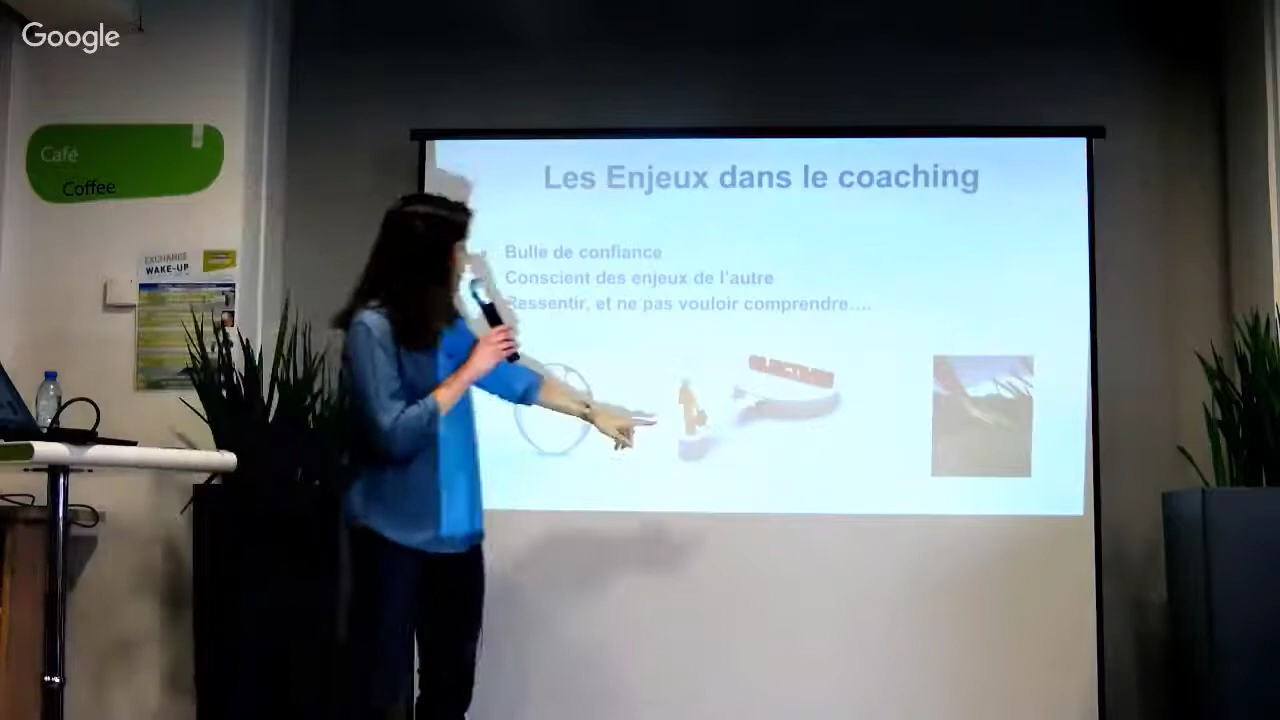 Google
Café
Coffee
EXCHANGE
WAKE-UP
Les Enjeux dans le coaching
Bulle de confiance
Conscient des enjeux de l'autre
Ressentir, et ne pas vouloir comprendre....